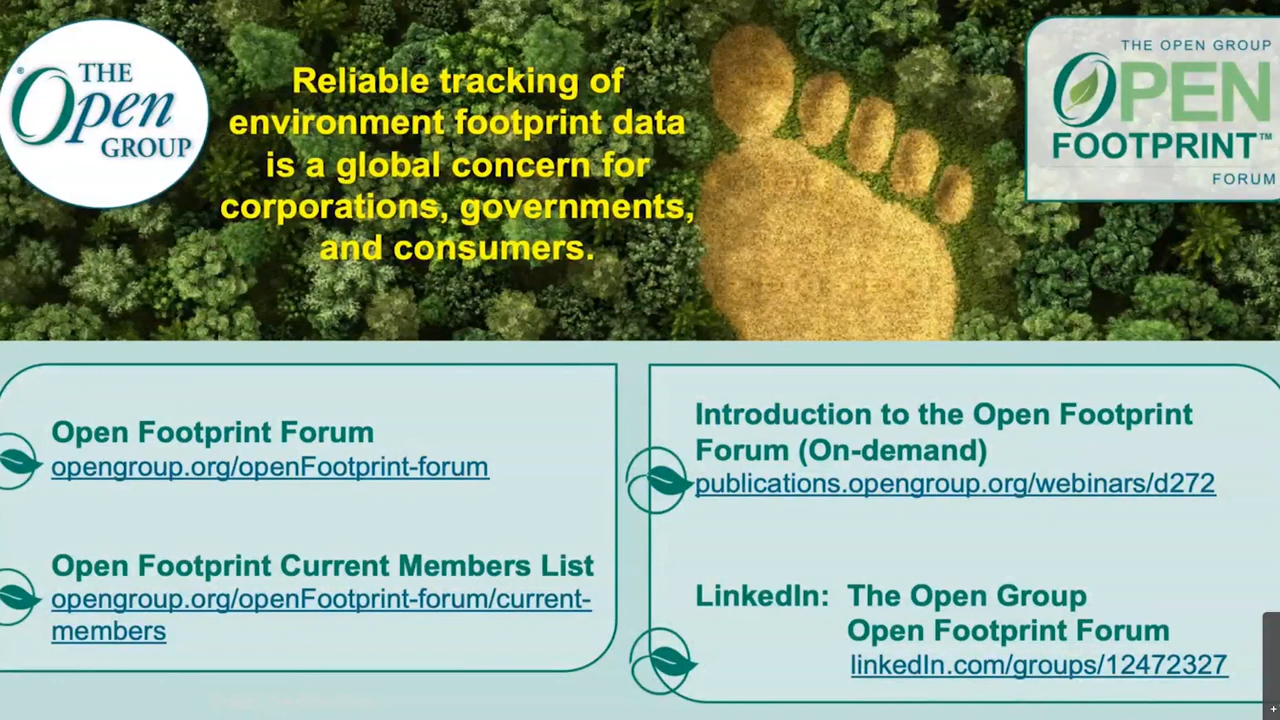 THE
Open
GROUP
Reliable tracking of
environment footprint data
is a global concern for
corporations, governments,
and consumers.
THE OPEN GROUP
OPEN
FOOTPRINT™
FORUM
Open Footprint Forum
opengroup.org/openFootprint-forum
Open Footprint Current Members List
opengroup.org/openFootprint-forum/current-
members
Introduction to the Open Footprint
Forum (On-demand)
publications.opengroup.org/webinars/d272
LinkedIn: The Open Group
Open Footprint Forum
linkedIn.com/groups/12472327